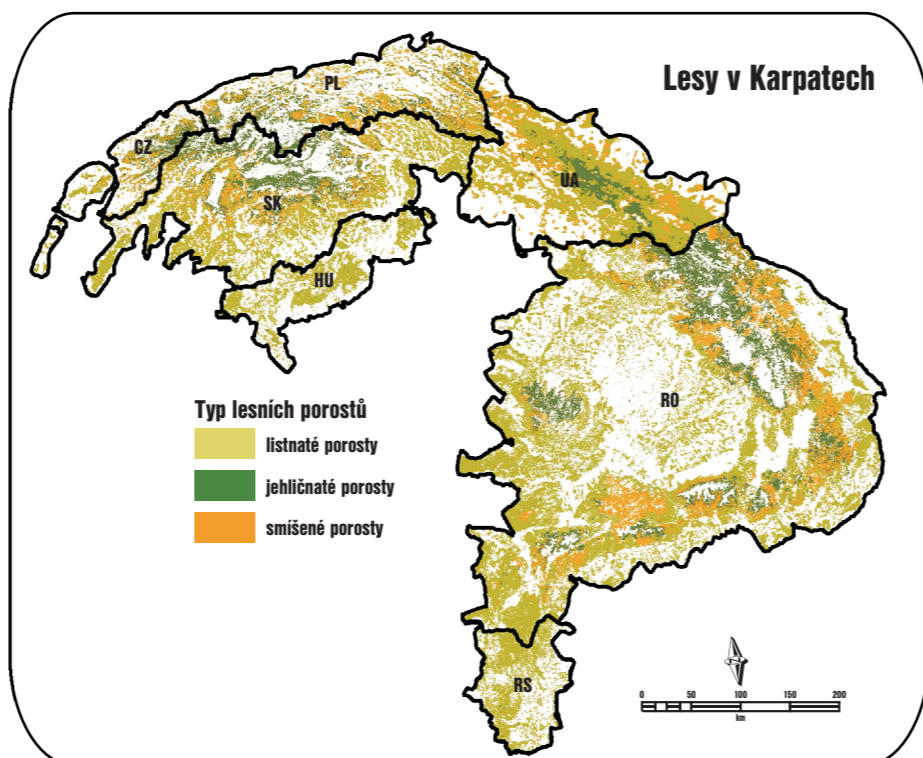 Lesy v Karpatech
PL
CZ
SK
UA
HU
RO
RS
Typ lesních porostů
listnaté porosty
jehličnaté porosty
smíšené porosty
0 50 100 150 200
km